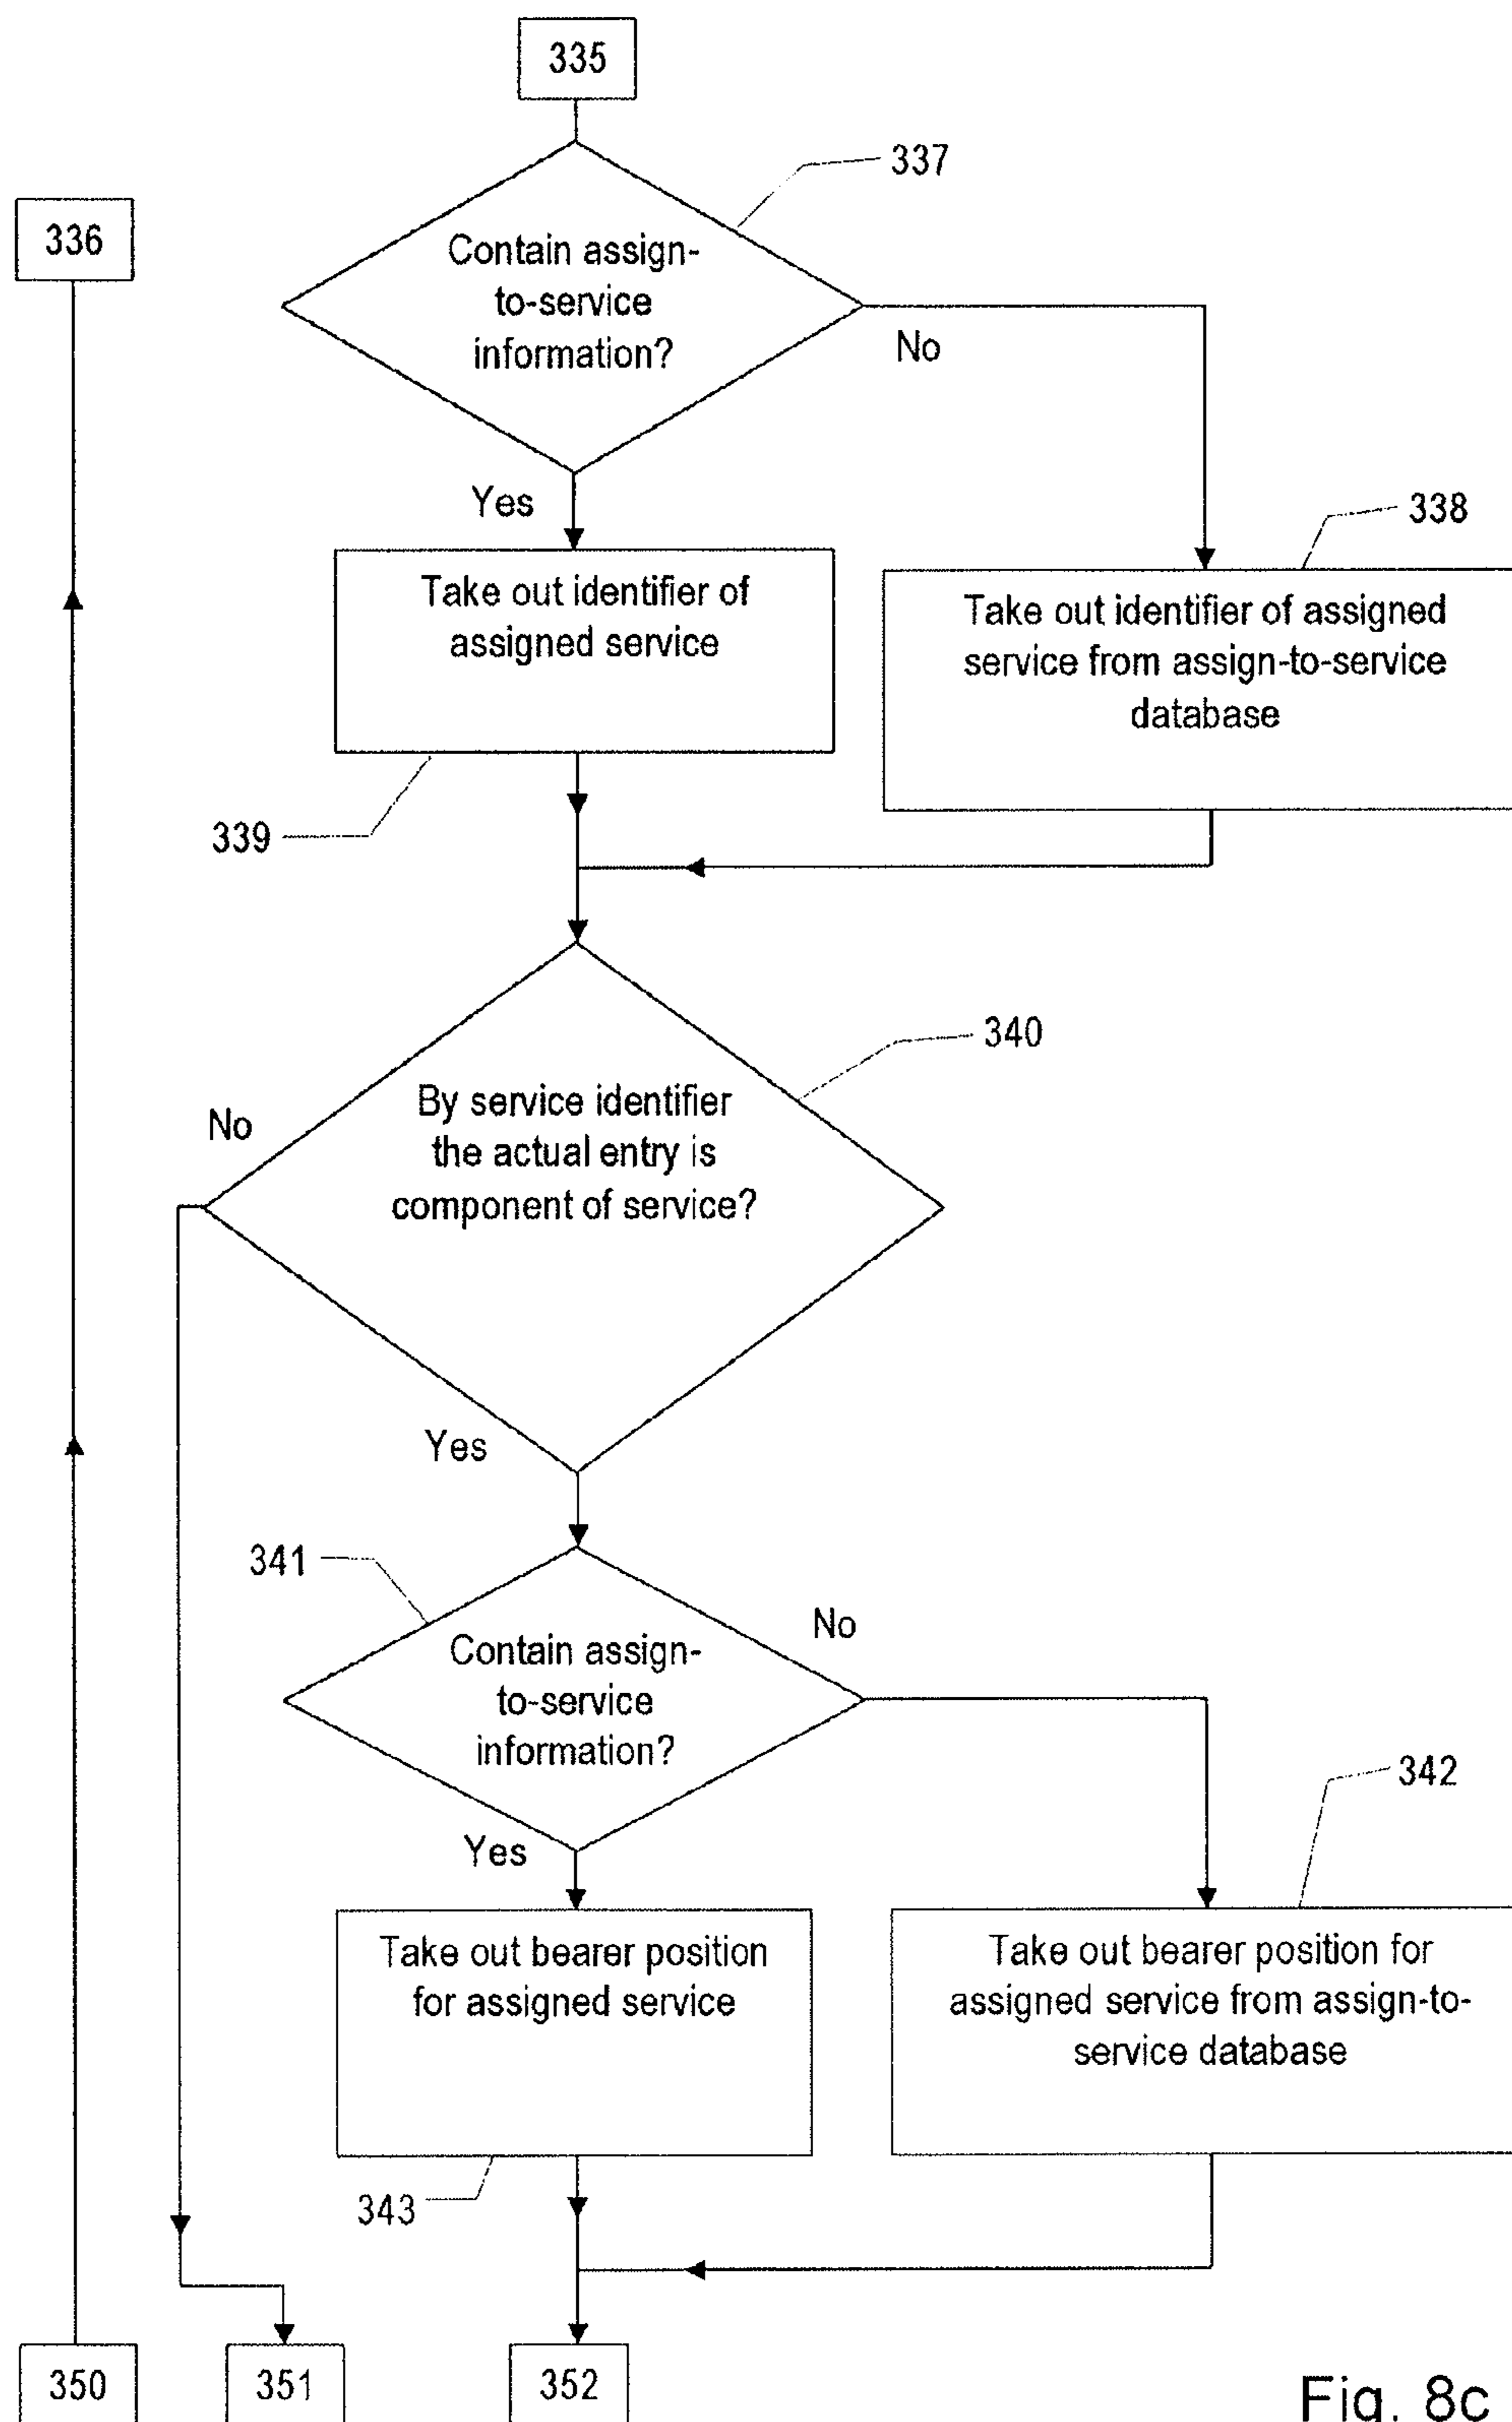 335
337
336
Contain assign-
to-service
information?
No
Yes
338
Take out identifier of
assigned service
Take out identifier of assigned
service from assign-to-service
database
339
340
By service identifier
the actual entry is
component of service?
No
Yes
341
No
Contain assign-
to-service
information?
342
Yes
Take out bearer position
for assigned service
Take out bearer position for
assigned service from assign-to-
service database
343
350
351
352
Fig. 8c